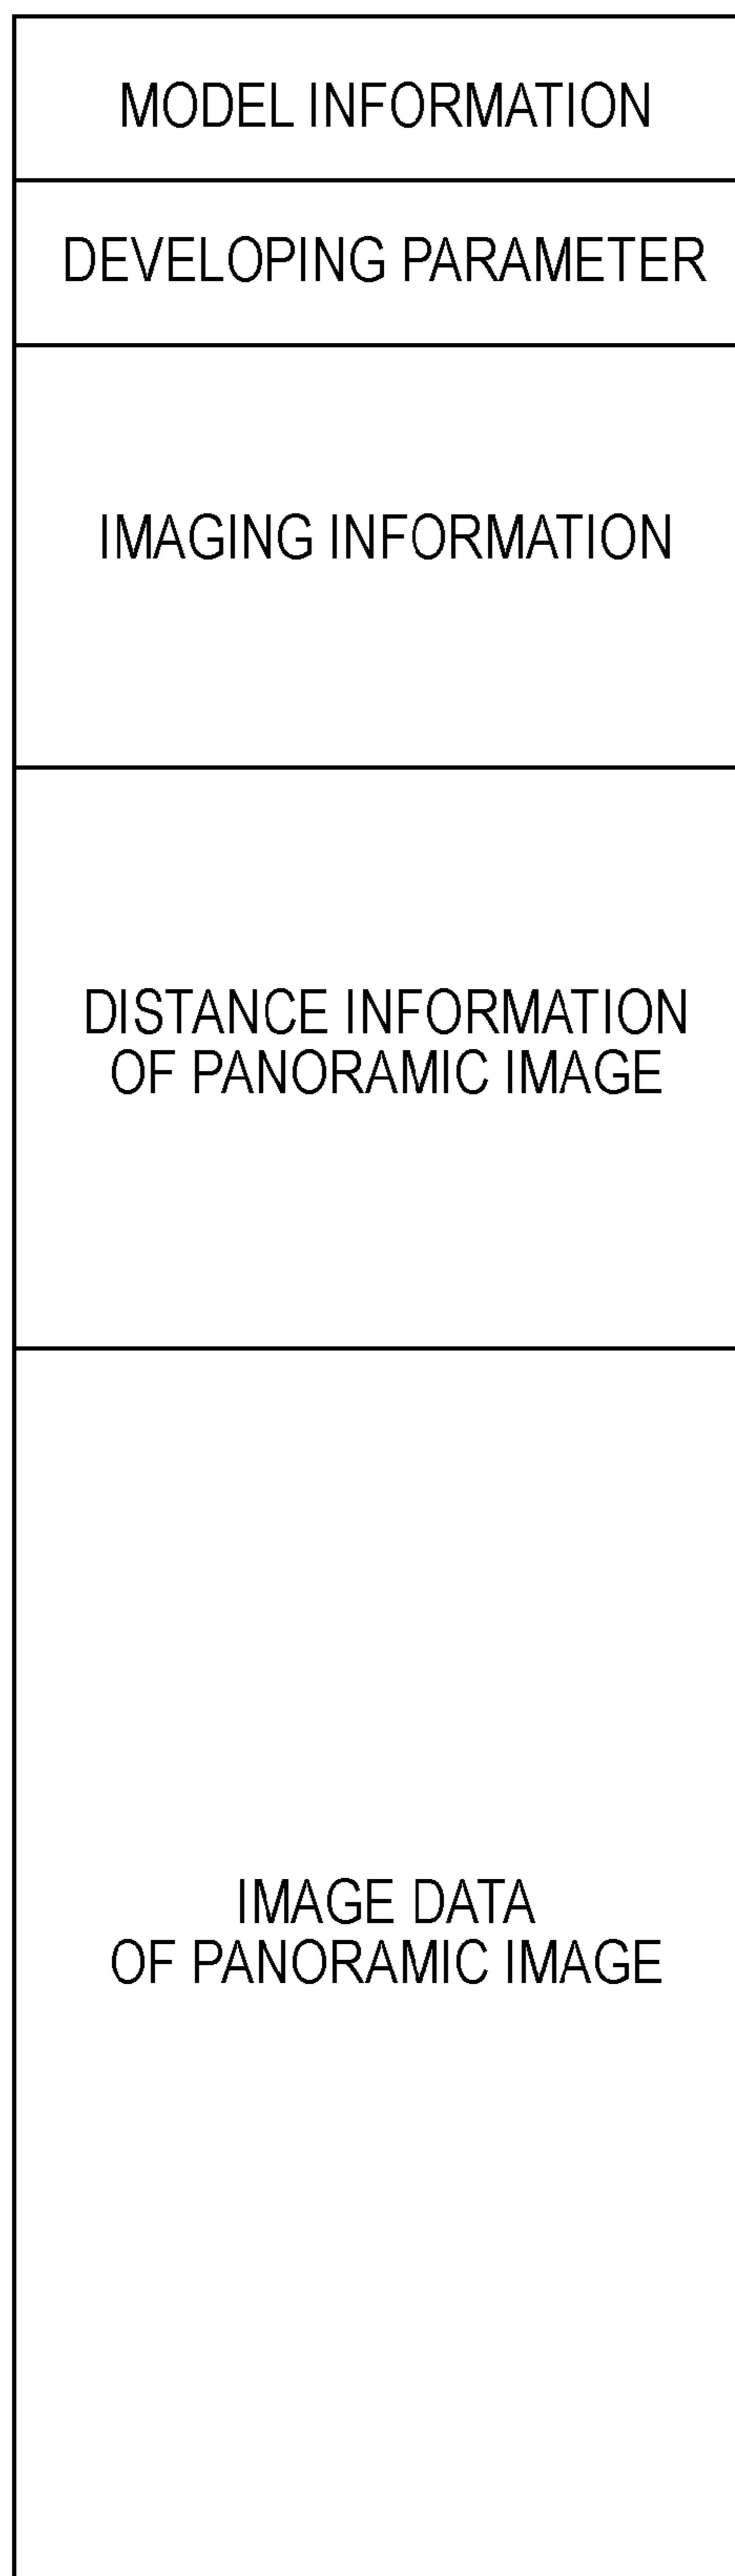 MODEL INFORMATION
DEVELOPING PARAMETER
IMAGING INFORMATION
DISTANCE INFORMATION
OF PANORAMIC IMAGE
IMAGE DATA
OF PANORAMIC IMAGE